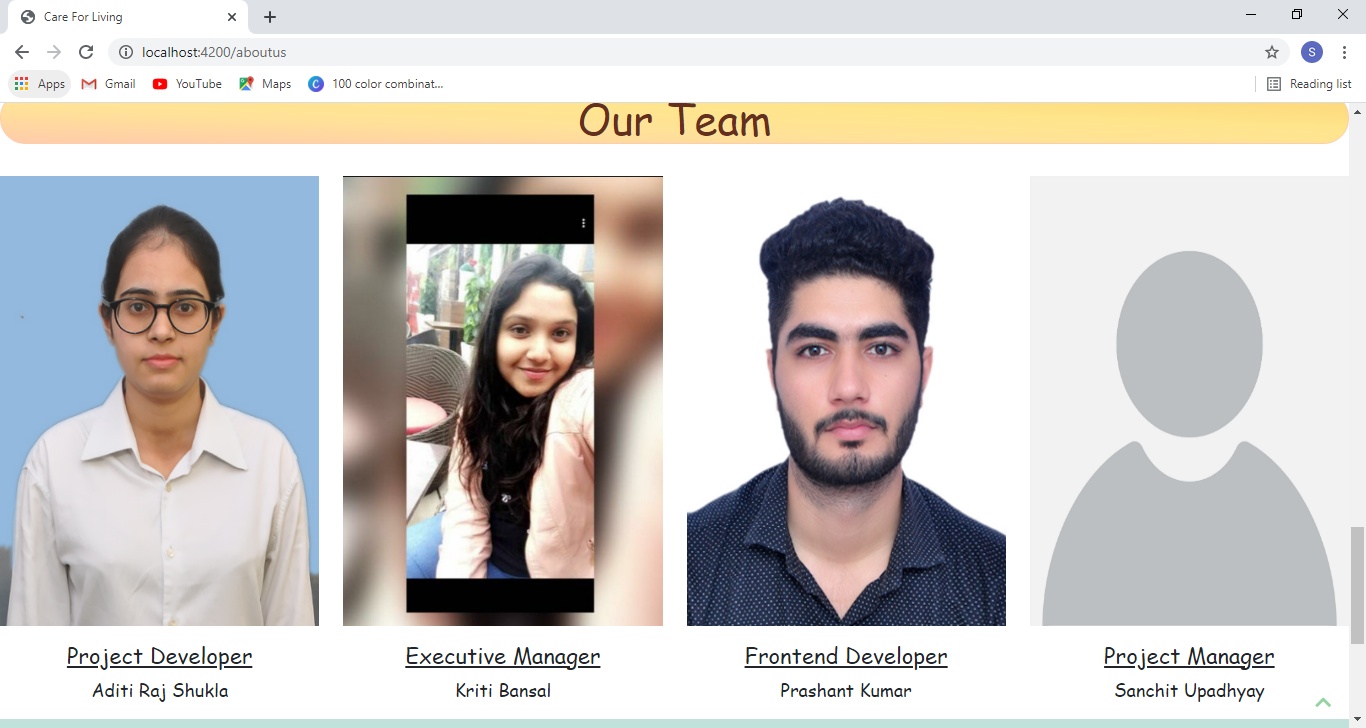 Care For Living
localhost:4200/aboutus
S
Apps Gmail YouTube Maps 100 color combinat... Reading list
Our Team
Project Developer Executive Manager Frontend Developer Project Manager
Aditi Raj Shukla Kriti Bansal Prashant Kumar Sanchit Upadhyay